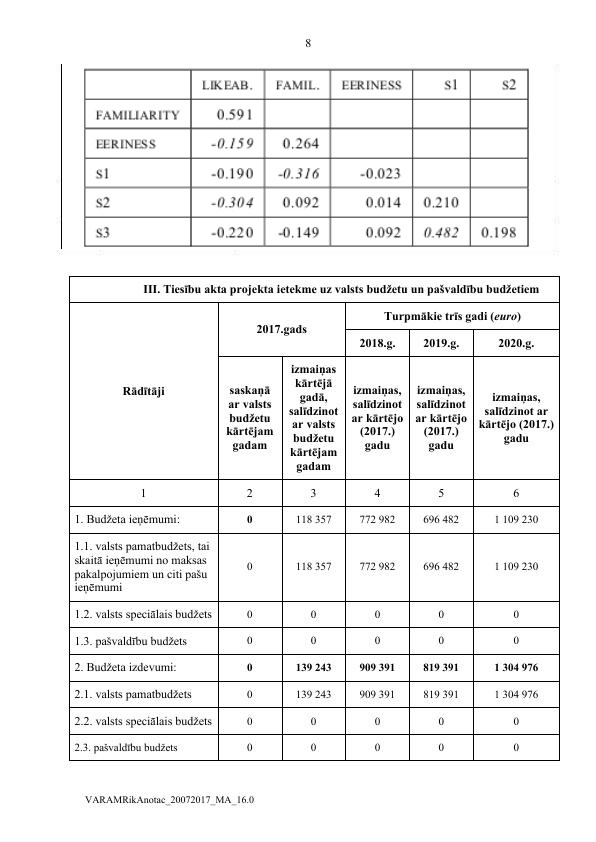 8
LIKEAB. FAMIL. EERINESS S1 S2
FAMILIARITY 0.591
EERINESS -0.159 0.264
S1 -0.190 -0.316 -0.023
S2 -0.304 0.092 0.014 0.210
S3 -0.220 -0.149 0.092 0.482 0.198
III. Tiesību akta projekta ietekme uz valsts budžetu un pašvaldību budžetiem
Rādītāji
2017.gads
Turpmākie trīs gadi (euro)
2018.g. 2019.g. 2020.g.
saskaņā
ar valsts
budžetu
kārtējam
gadam
izmaiņas
kārtējā
gadā,
salīdzinot
ar valsts
budžetu
kārtējam
gadam
izmaiņas,
salīdzinot
ar kārtējo
(2017.)
gadu
izmaiņas,
salīdzinot
ar kārtējo
(2017.)
gadu
izmaiņas,
salīdzinot ar
kārtējo (2017.)
gadu
1 2 3 4 5 6
1. Budžeta ieņēmumi: 0 118 357 772 982 696 482 1 109 230
1.1. valsts pamatbudžets, tai
skaitā ieņēmumi no maksas
pakalpojumiem un citi pašu
ieņēmumi
0 118 357 772 982 696 482 1 109 230
1.2. valsts speciālais budžets 0 0 0 0 0
1.3. pašvaldību budžets 0 0 0 0 0
2. Budžeta izdevumi: 0 139 243 909 391 819 391 1 304 976
2.1. valsts pamatbudžets 0 139 243 909 391 819 391 1 304 976
2.2. valsts speciālais budžets 0 0 0 0 0
2.3. pašvaldību budžets 0 0 0 0 0
VARAMRikAnotac_20072017_MA_16.0